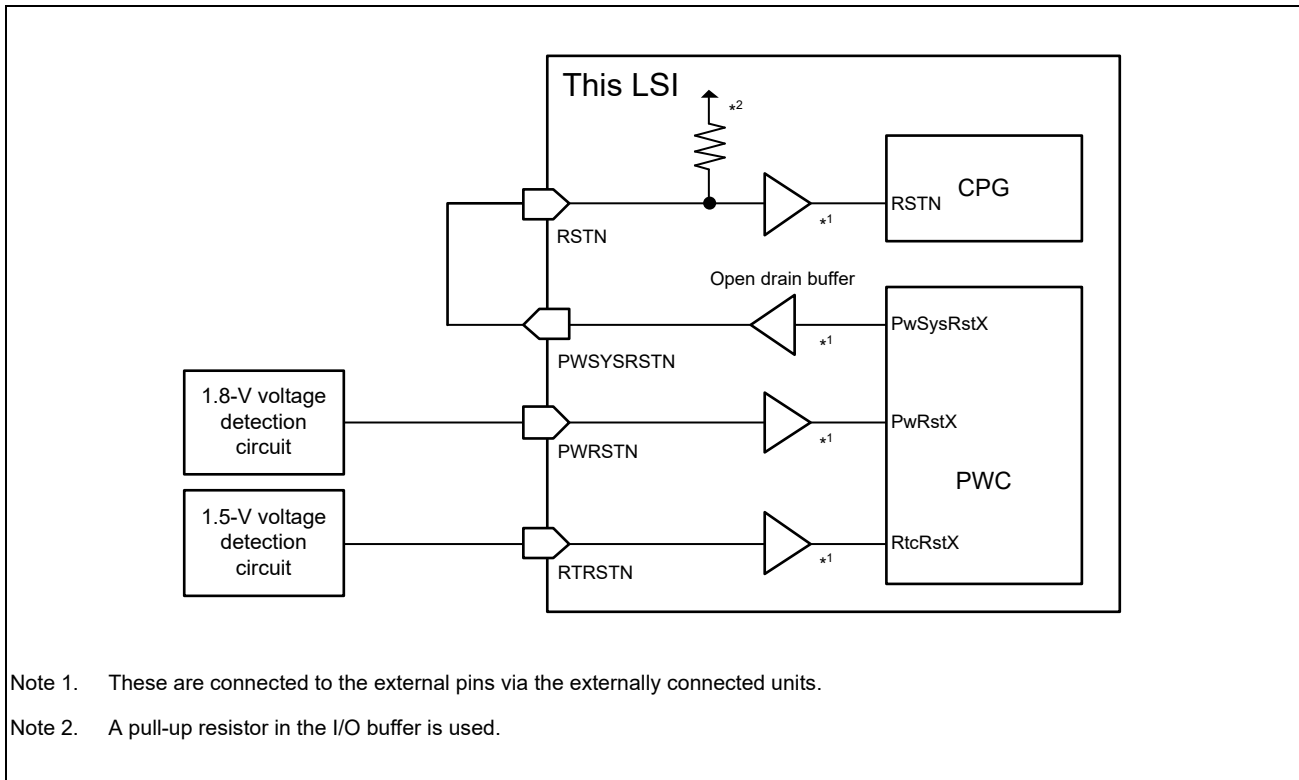 This LSI
*2
CPG
RSTN
*1
RSTN
Open drain buffer
PwSysRstX
*1
PWSYSRSTN
1.8-V voltage
detection
circuit
PwRstX
*1
PWRSTN
PWC
1.5-V voltage
detection
circuit
RtcRstX
*1
RTRSTN
Note 1. These are connected to the external pins via the externally connected units.
Note 2. A pull-up resistor in the I/O buffer is used.